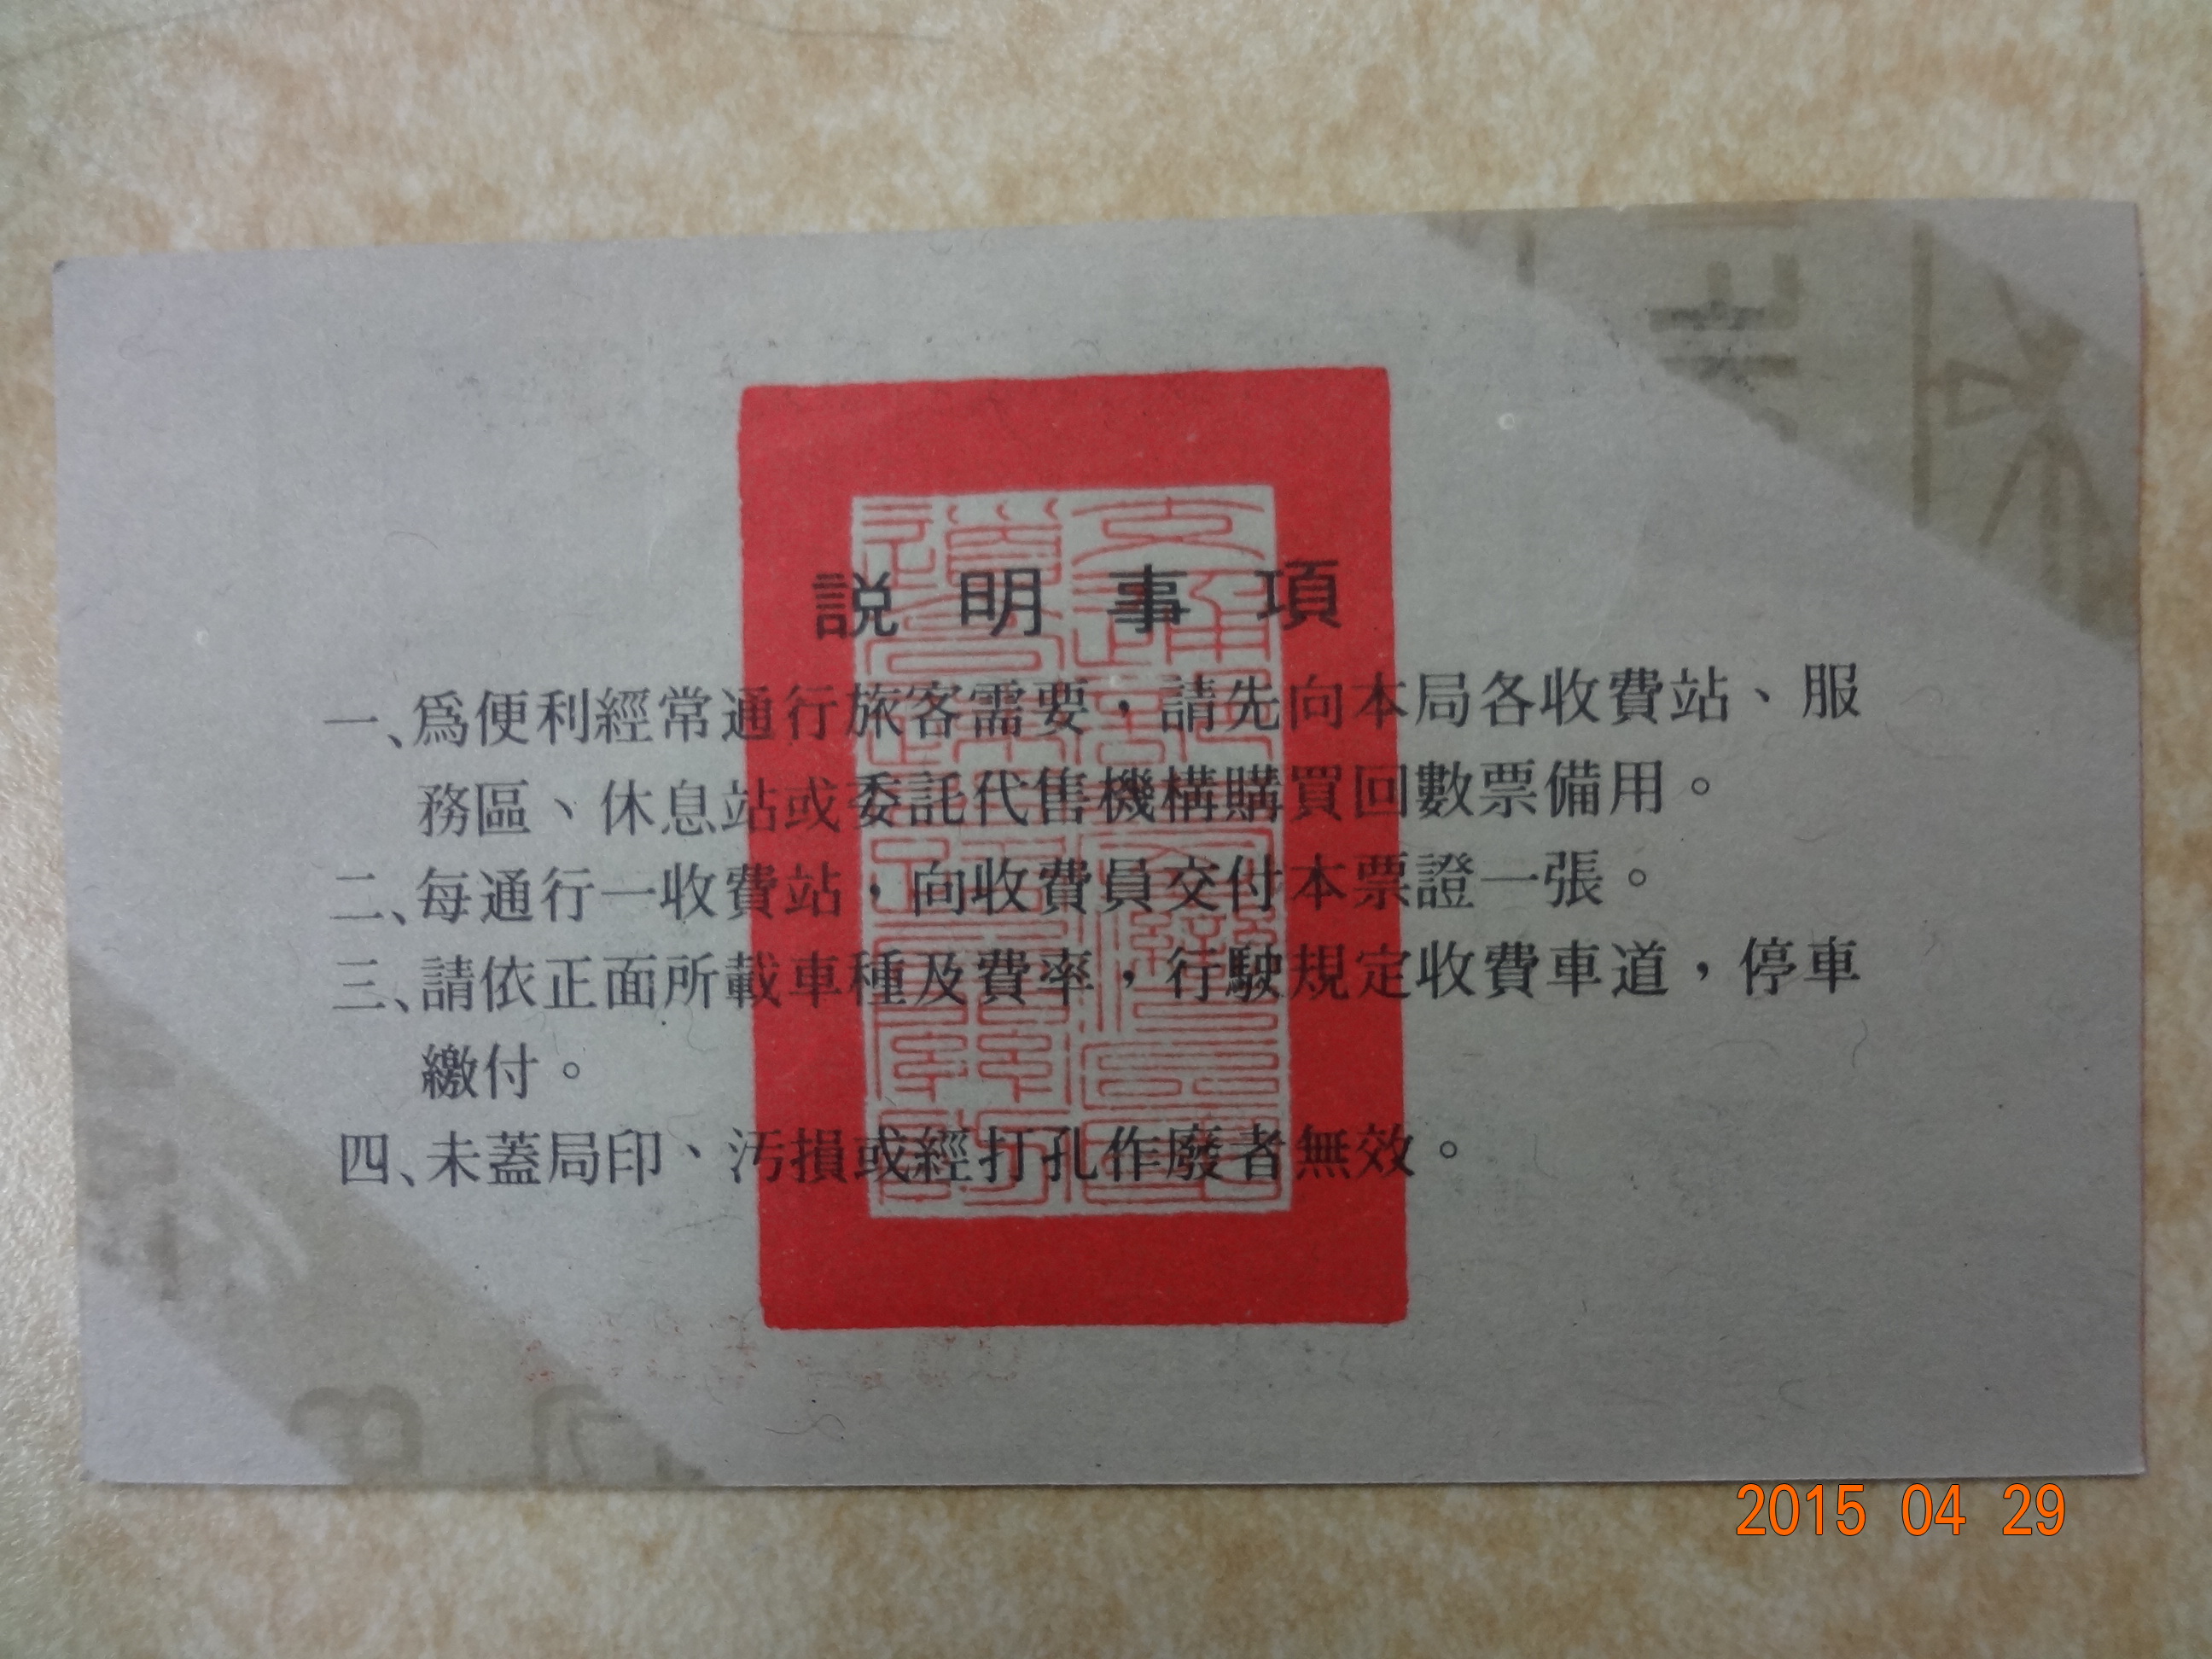 説明事項
一、爲便利經常通行旅客需要，請先向本局各收費站、服
務區、休息站或委託代售機構購買回數票備用。
二、每通行一收費站，向收費員交付本票證一張。
三、請依正面所載車種及費率，行駛規定收費車道，停車
繳付。
四、未蓋局印、汚損或經打孔作廢者無效。
2015 04 29